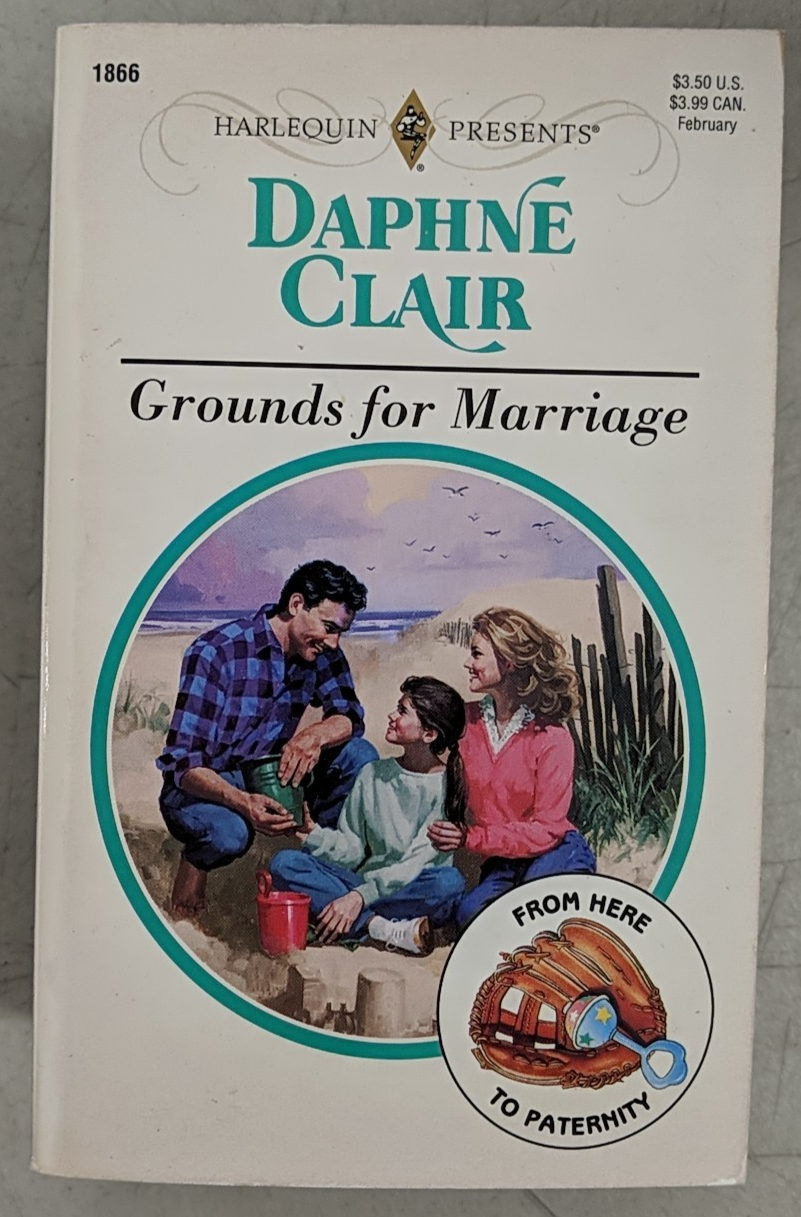 1866
$3.50 U.S.
$3.99 CAN.
February
HARLEQUIN PRESENTS®
®
DAPHNE
CLAIR
Grounds for Marriage
FROM HERE
TO PATERNITY